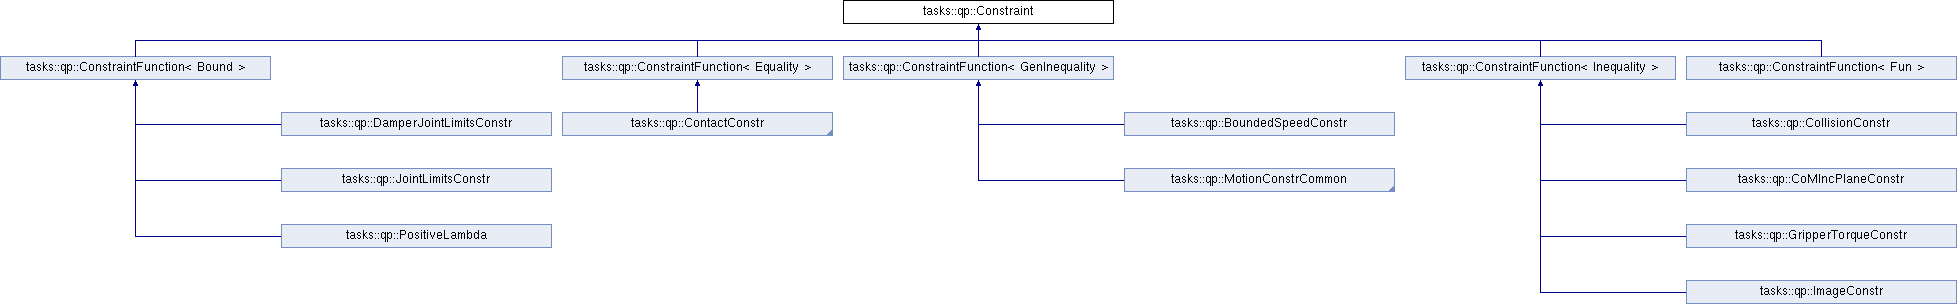 tasks::qp::Constraint
tasks::qp::ConstraintFunction< Bound >
tasks::qp::ConstraintFunction< Equality >
tasks::qp::ConstraintFunction< GenInequality >
tasks::qp::ConstraintFunction< Inequality >
tasks::qp::ConstraintFunction< Fun >
tasks::qp::DamperJointLimitsConstr
tasks::qp::ContactConstr
tasks::qp::BoundedSpeedConstr
tasks::qp::CollisionConstr
tasks::qp::JointLimitsConstr
tasks::qp::MotionConstrCommon
tasks::qp::CoMIncPlaneConstr
tasks::qp::PositiveLambda
tasks::qp::GripperTorqueConstr
tasks::qp::ImageConstr